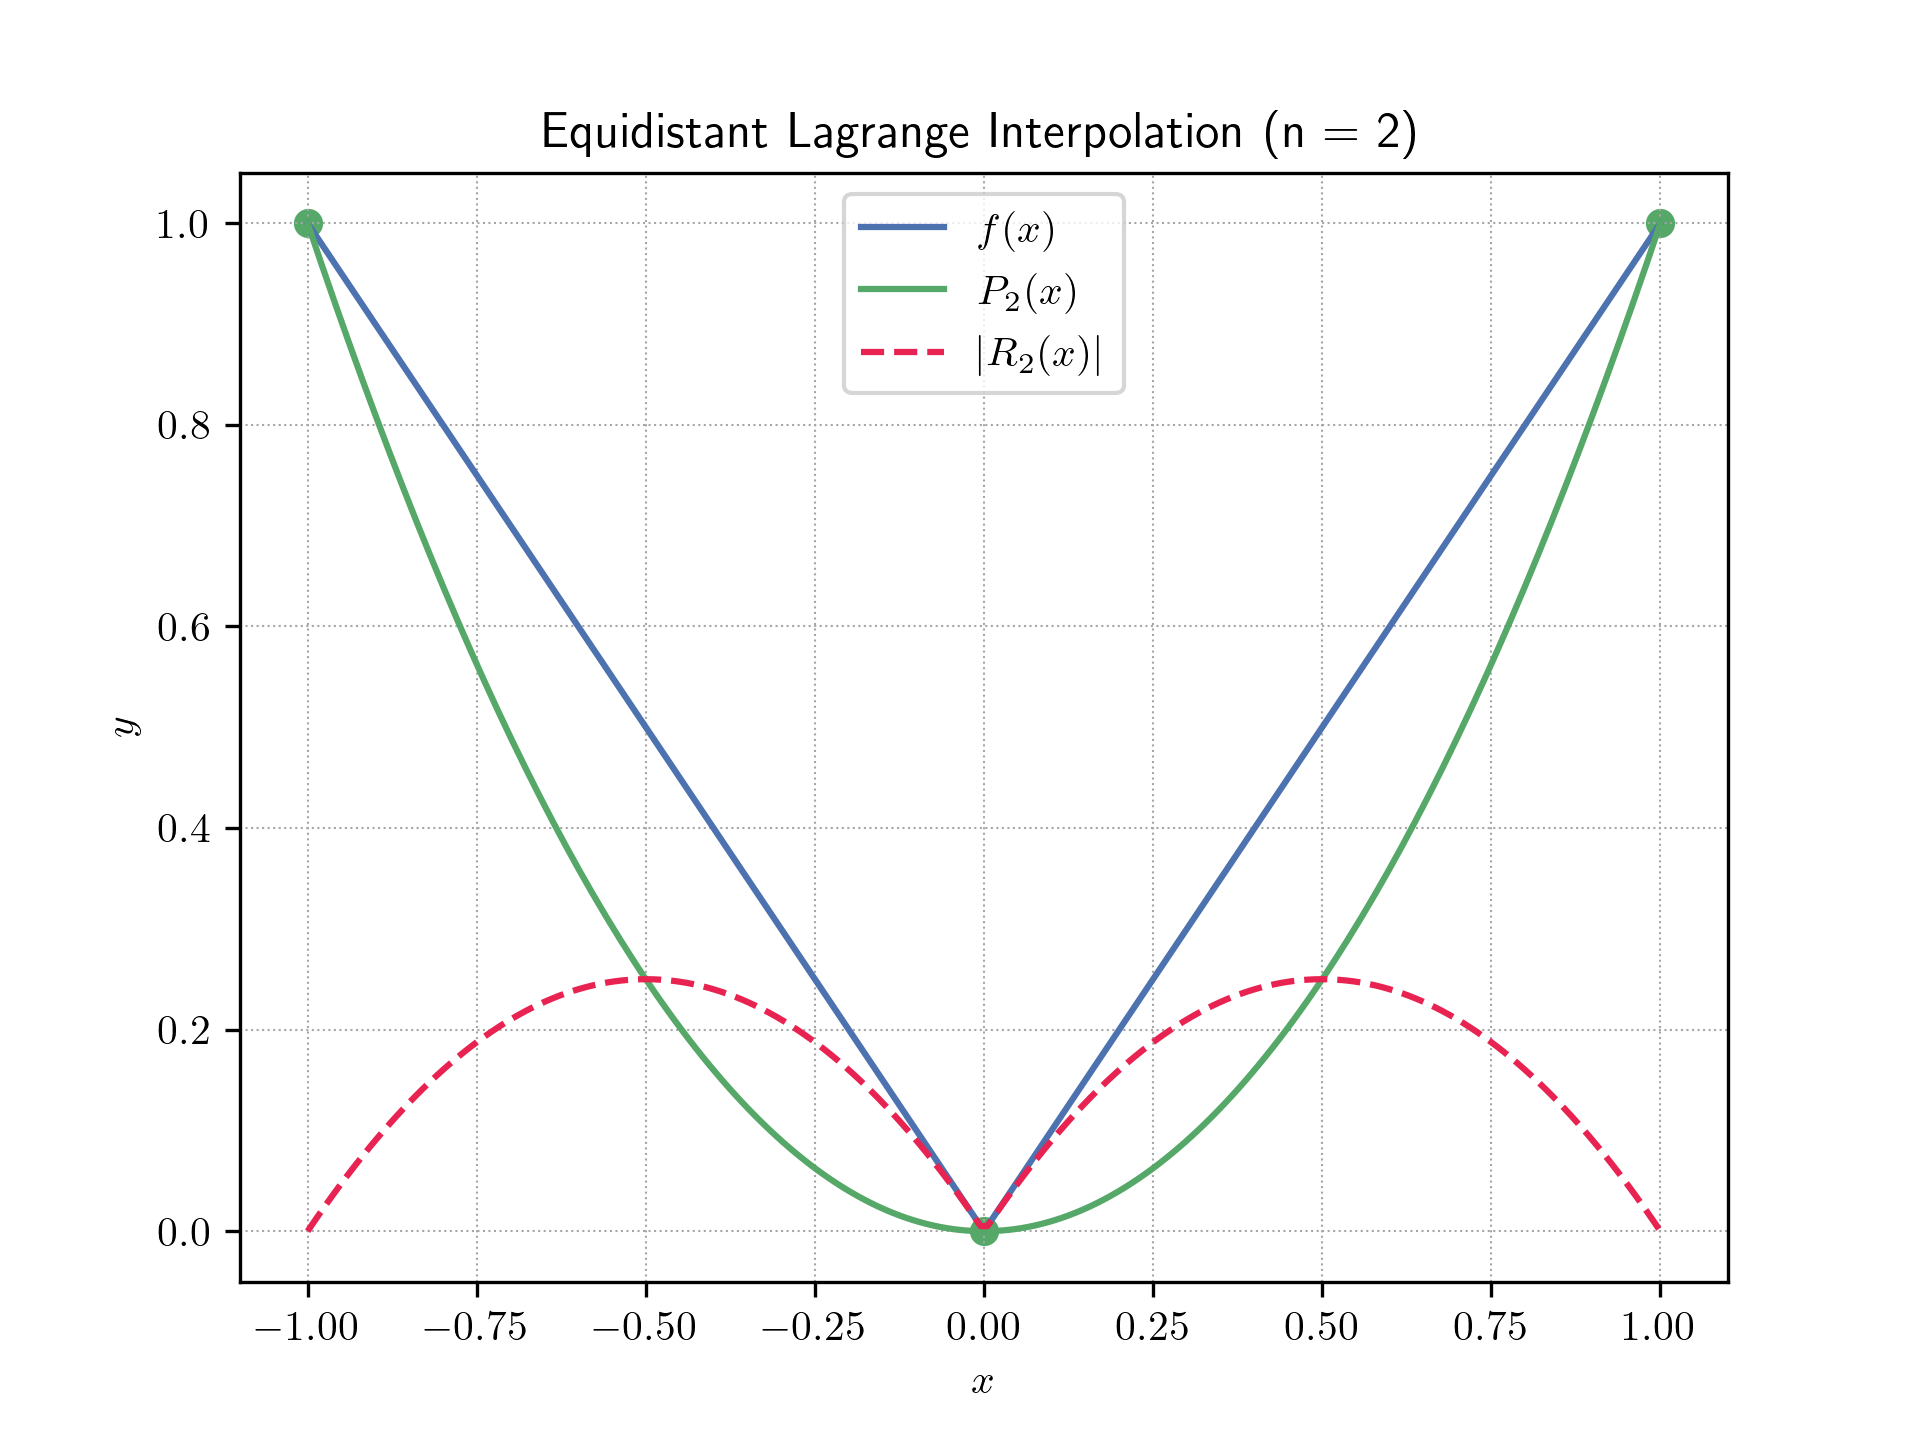 Equidistant Lagrange Interpolation (n = 2)
f(x)
P₂(x)
|R₂(x)|
1.0
0.8
0.6
0.4
0.2
0.0
y
−1.00 −0.75 −0.50 −0.25 0.00 0.25 0.50 0.75 1.00
x